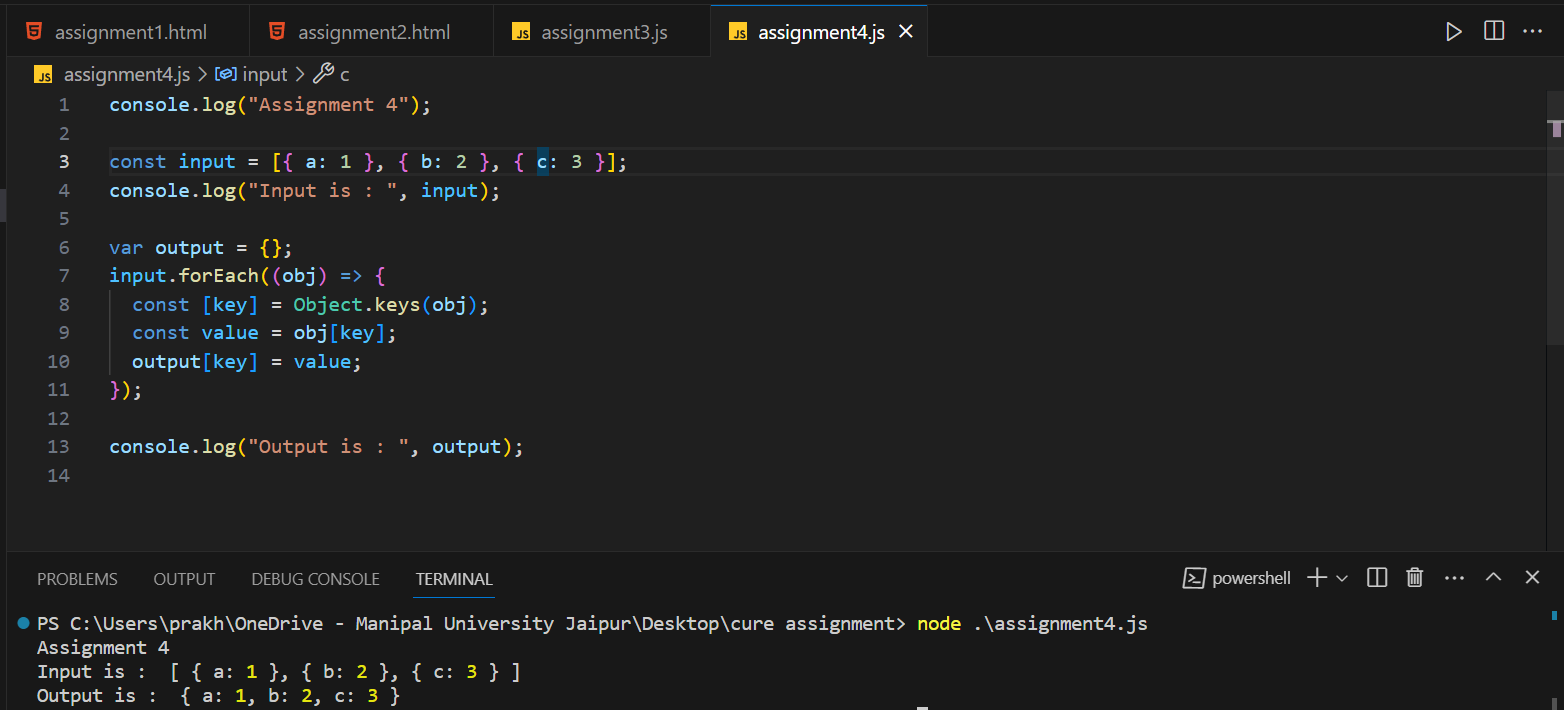 assignment1.html assignment2.html JS assignment3.js JS assignment4.js
JS assignment4.js > input > c
1 console.log("Assignment 4");
2
3 const input = [{ a: 1 }, { b: 2 }, { c: 3 }];
4 console.log("Input is : ", input);
5
6 var output = {};
7 input.forEach((obj) => {
8   const [key] = Object.keys(obj);
9   const value = obj[key];
10   output[key] = value;
11 });
12
13 console.log("Output is : ", output);
14
PROBLEMS OUTPUT DEBUG CONSOLE TERMINAL powershell
PS C:\Users\prakh\OneDrive - Manipal University Jaipur\Desktop\cure assignment> node .\assignment4.js
Assignment 4
Input is :  [ { a: 1 }, { b: 2 }, { c: 3 } ]
Output is :  { a: 1, b: 2, c: 3 }